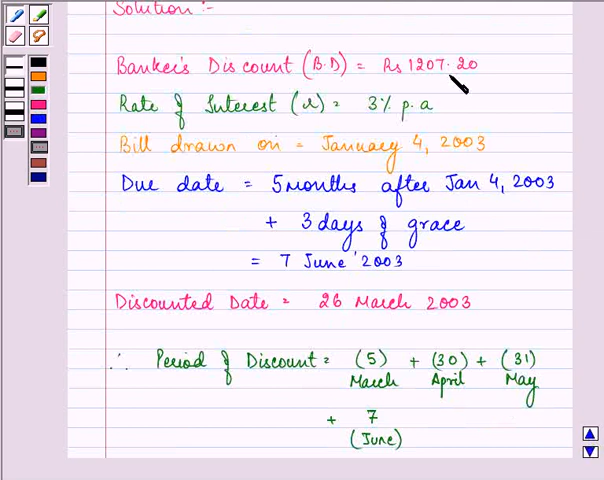 Solution :-
Banker's Discount (B.D) = Rs 1207.20
Rate of Interest (r) = 3% p.a
Bill drawn on = January 4, 2003
Due date = 5 months after Jan 4, 2003
+ 3 days of grace
= 7 June '2003
Discounted Date = 26 March 2003
∴ Period of Discount = (5) + (30) + (31)
March April May
+ 7
(June)